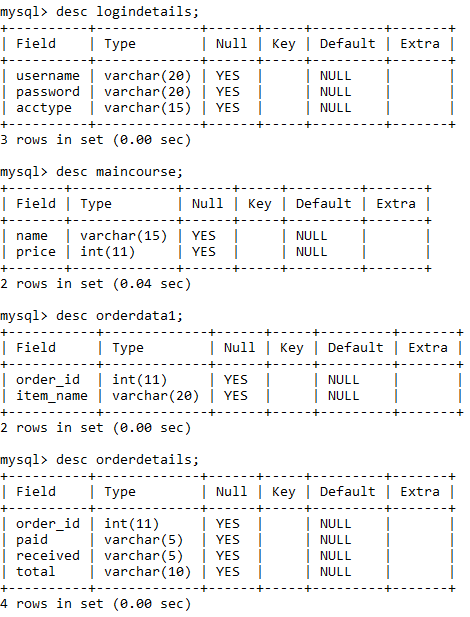 mysql> desc logindetails;
+----------+-------------+------+-----+---------+-------+
| Field    | Type        | Null | Key | Default | Extra |
+----------+-------------+------+-----+---------+-------+
| username | varchar(20) | YES  |     | NULL    |       |
| password | varchar(20) | YES  |     | NULL    |       |
| acctype  | varchar(15) | YES  |     | NULL    |       |
+----------+-------------+------+-----+---------+-------+
3 rows in set (0.00 sec)

mysql> desc maincourse;
+-------+-------------+------+-----+---------+-------+
| Field | Type        | Null | Key | Default | Extra |
+-------+-------------+------+-----+---------+-------+
| name  | varchar(15) | YES  |     | NULL    |       |
| price | int(11)     | YES  |     | NULL    |       |
+-------+-------------+------+-----+---------+-------+
2 rows in set (0.04 sec)

mysql> desc orderdata1;
+-----------+-------------+------+-----+---------+-------+
| Field     | Type        | Null | Key | Default | Extra |
+-----------+-------------+------+-----+---------+-------+
| order_id  | int(11)     | YES  |     | NULL    |       |
| item_name | varchar(20) | YES  |     | NULL    |       |
+-----------+-------------+------+-----+---------+-------+
2 rows in set (0.00 sec)

mysql> desc orderdetails;
+----------+-------------+------+-----+---------+-------+
| Field    | Type        | Null | Key | Default | Extra |
+----------+-------------+------+-----+---------+-------+
| order_id | int(11)     | YES  |     | NULL    |       |
| paid     | varchar(5)  | YES  |     | NULL    |       |
| received | varchar(5)  | YES  |     | NULL    |       |
| total    | varchar(10) | YES  |     | NULL    |       |
+----------+-------------+------+-----+---------+-------+
4 rows in set (0.00 sec)